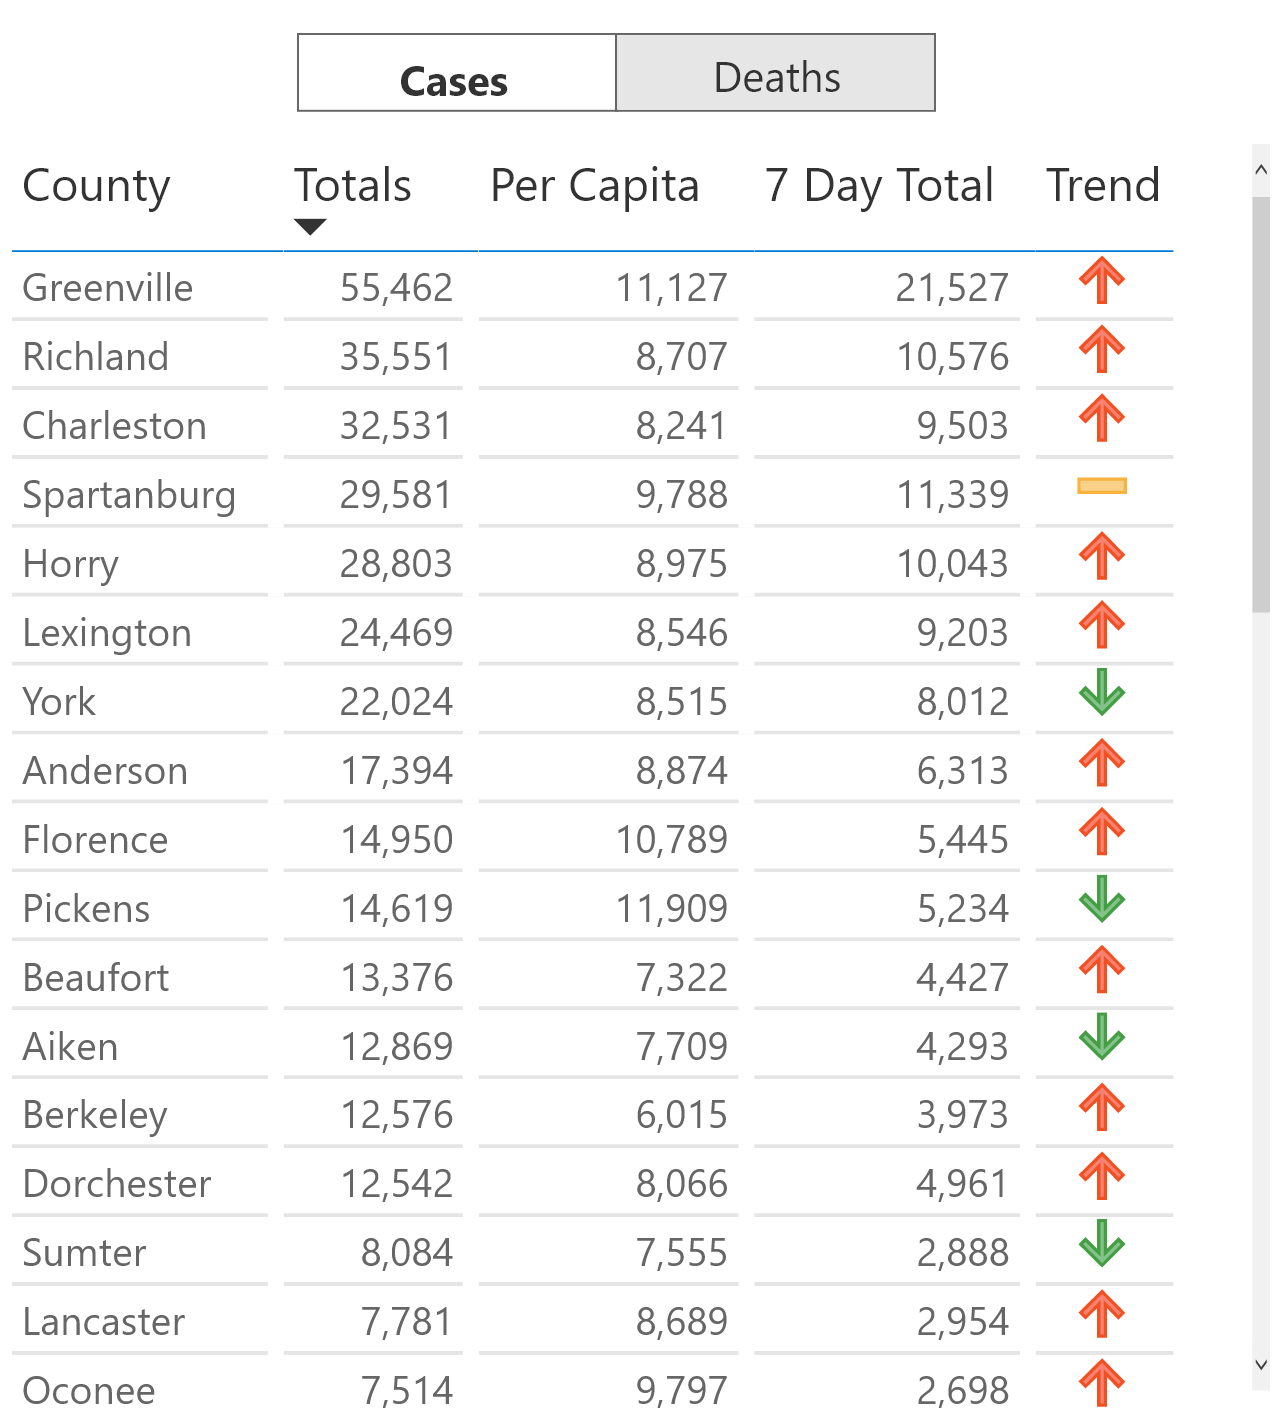 Cases Deaths
County Totals Per Capita 7 Day Total Trend
Greenville 55,462 11,127 21,527
Richland 35,551 8,707 10,576
Charleston 32,531 8,241 9,503
Spartanburg 29,581 9,788 11,339
Horry 28,803 8,975 10,043
Lexington 24,469 8,546 9,203
York 22,024 8,515 8,012
Anderson 17,394 8,874 6,313
Florence 14,950 10,789 5,445
Pickens 14,619 11,909 5,234
Beaufort 13,376 7,322 4,427
Aiken 12,869 7,709 4,293
Berkeley 12,576 6,015 3,973
Dorchester 12,542 8,066 4,961
Sumter 8,084 7,555 2,888
Lancaster 7,781 8,689 2,954
Oconee 7,514 9,797 2,698